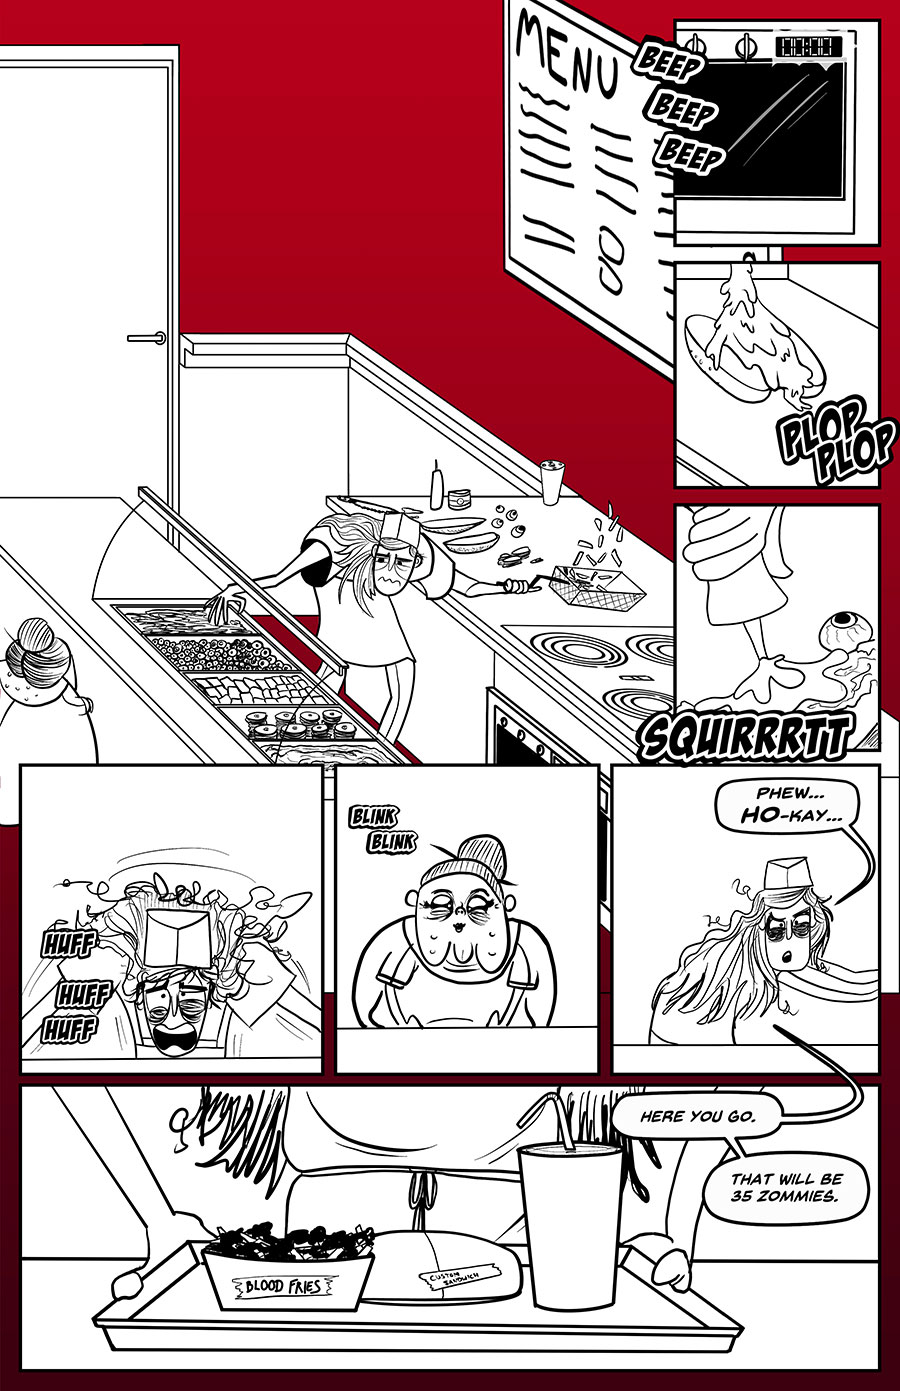 MENU
BEEP
BEEP
BEEP
PLOP
PLOP
SQUIRRRTT
HUFF
HUFF
HUFF
BLINK
BLINK
PHEW...
HO-KAY...
HERE YOU GO.
THAT WILL BE
35 ZOMMIES.
BLOOD FRIES
CUSTOM
SANDWICH